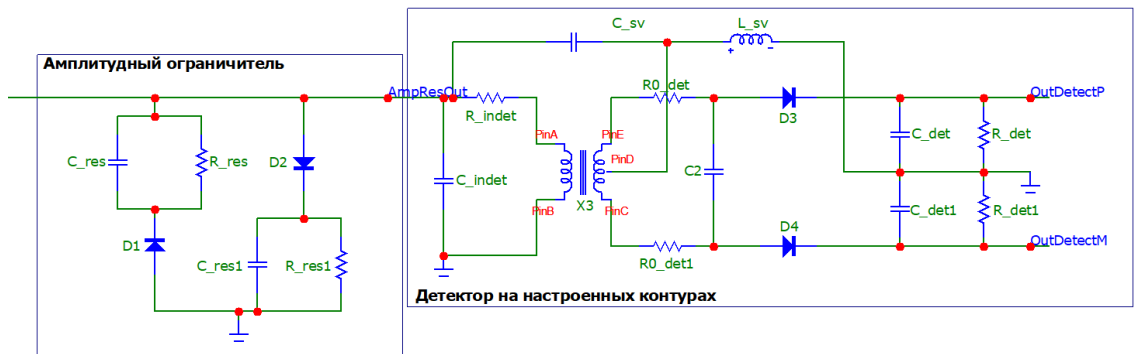 C_sv
L_sv
Амплитудный ограничитель
AmpResOut
R0_det
OutDetectP
R_indet
D3
PinA
PinE
C_res
R_res
D2
C_det
R_det
PinD
C_indet
C2
X3
PinB
PinC
C_det1
R_det1
D1
D4
OutDetectM
C_res1
R_res1
R0_det1
Детектор на настроенных контурах
+
-